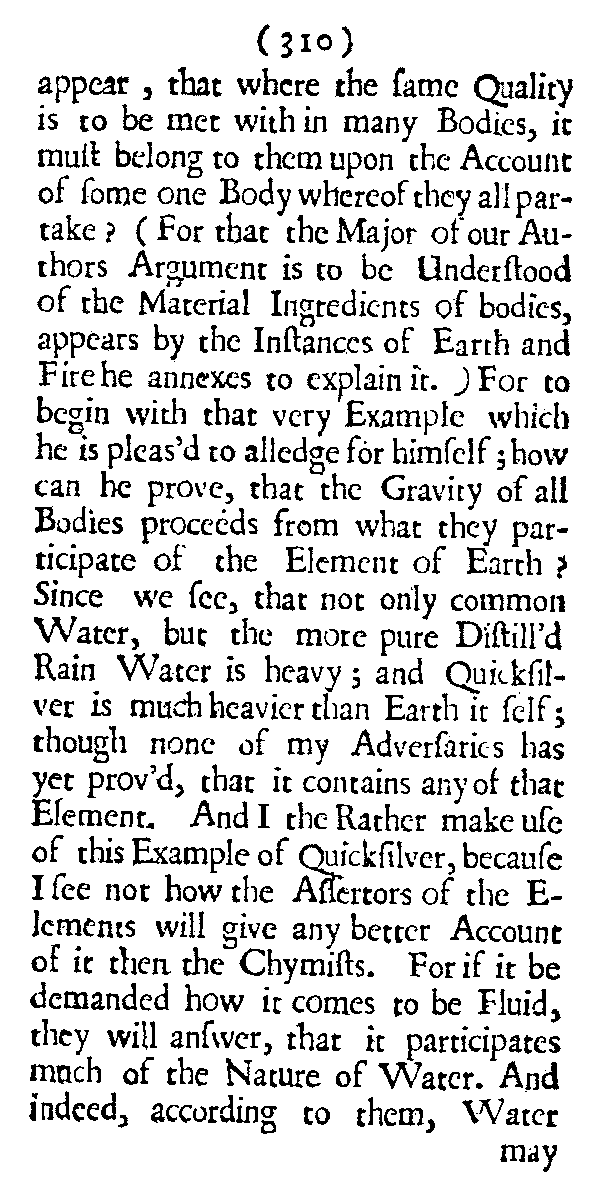 (310)
appear , that where the ſame Quality
is to be met with in many Bodies, it
muſt belong to them upon the Account
of ſome one Body whereof they all par-
take ? (For that the Major of our Au-
thors Argument is to be Underſtood
of the Material Ingredients of bodies,
appears by the Inſtances of Earth and
Fire he annexes to explain it. ) For to
begin with that very Example which
he is pleas'd to alledge for himſelf ; how
can he prove, that the Gravity of all
Bodies proceeds from what they par-
ticipate of the Element of Earth ?
Since we ſee, that not only common
Water, but the more pure Diſtill'd
Rain Water is heavy ; and Quickſil-
ver is much heavier than Earth it ſelf ;
though none of my Adverſaries has
yet prov'd, that it contains any of that
Element. And I the Rather make uſe
of this Example of Quickſilver, becauſe
I ſee not how the Aſſertors of the E-
lements will give any better Account
of it then the Chymiſts. For if it be
demanded how it comes to be Fluid,
they will anſwer, that it participates
much of the Nature of Water. And
indeed, according to them, Water
may